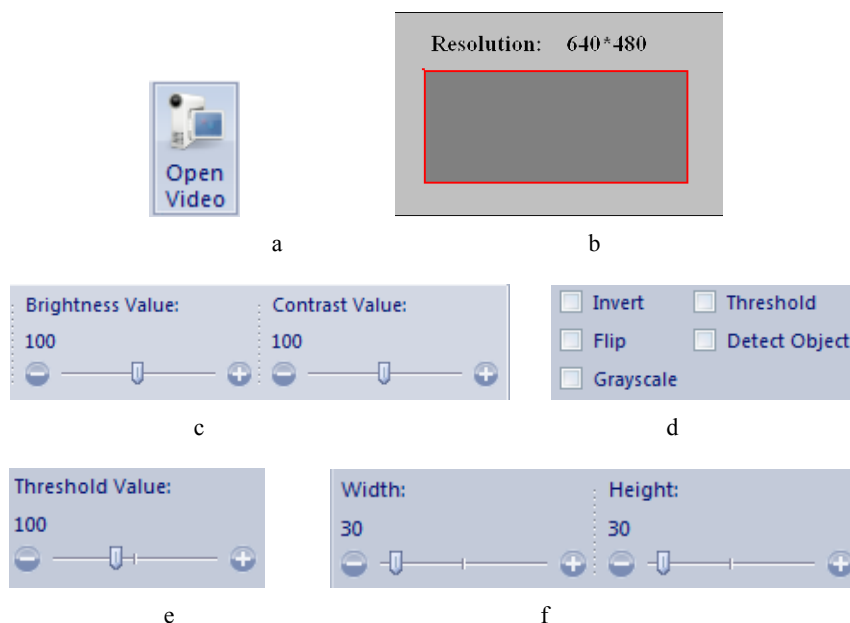 Resolution: 640*480
Open
Video
a
b
Brightness Value:
Contrast Value:
100
100
c
Invert
Threshold
Flip
Detect Object
Grayscale
d
Threshold Value:
100
e
Width:
Height:
30
30
f